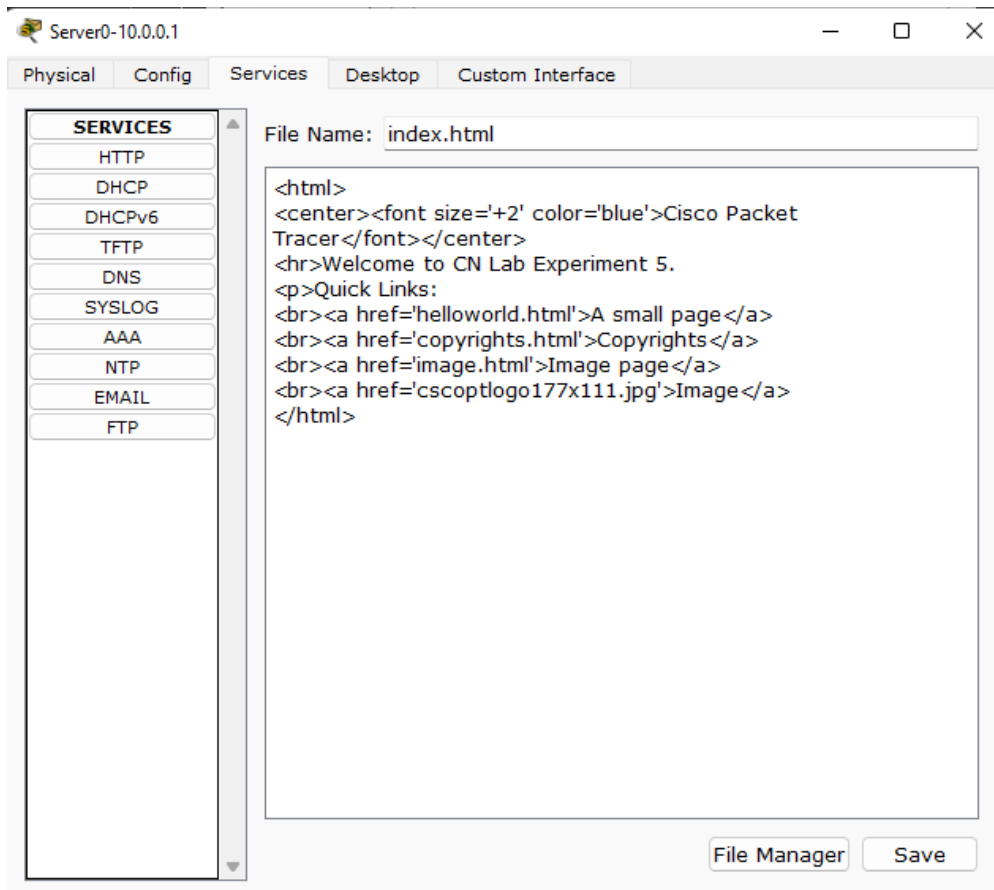 Server0-10.0.0.1
Physical Config Services Desktop Custom Interface
SERVICES
HTTP
DHCP
DHCPv6
TFTP
DNS
SYSLOG
AAA
NTP
EMAIL
FTP
File Name: index.html
<html>
<center><font size='+2' color='blue'>Cisco Packet
Tracer</font></center>
<hr>Welcome to CN Lab Experiment 5.
<p>Quick Links:
<br><a href='helloworld.html'>A small page</a>
<br><a href='copyrights.html'>Copyrights</a>
<br><a href='image.html'>Image page</a>
<br><a href='cscoptlogo177x111.jpg'>Image</a>
</html>
File Manager Save